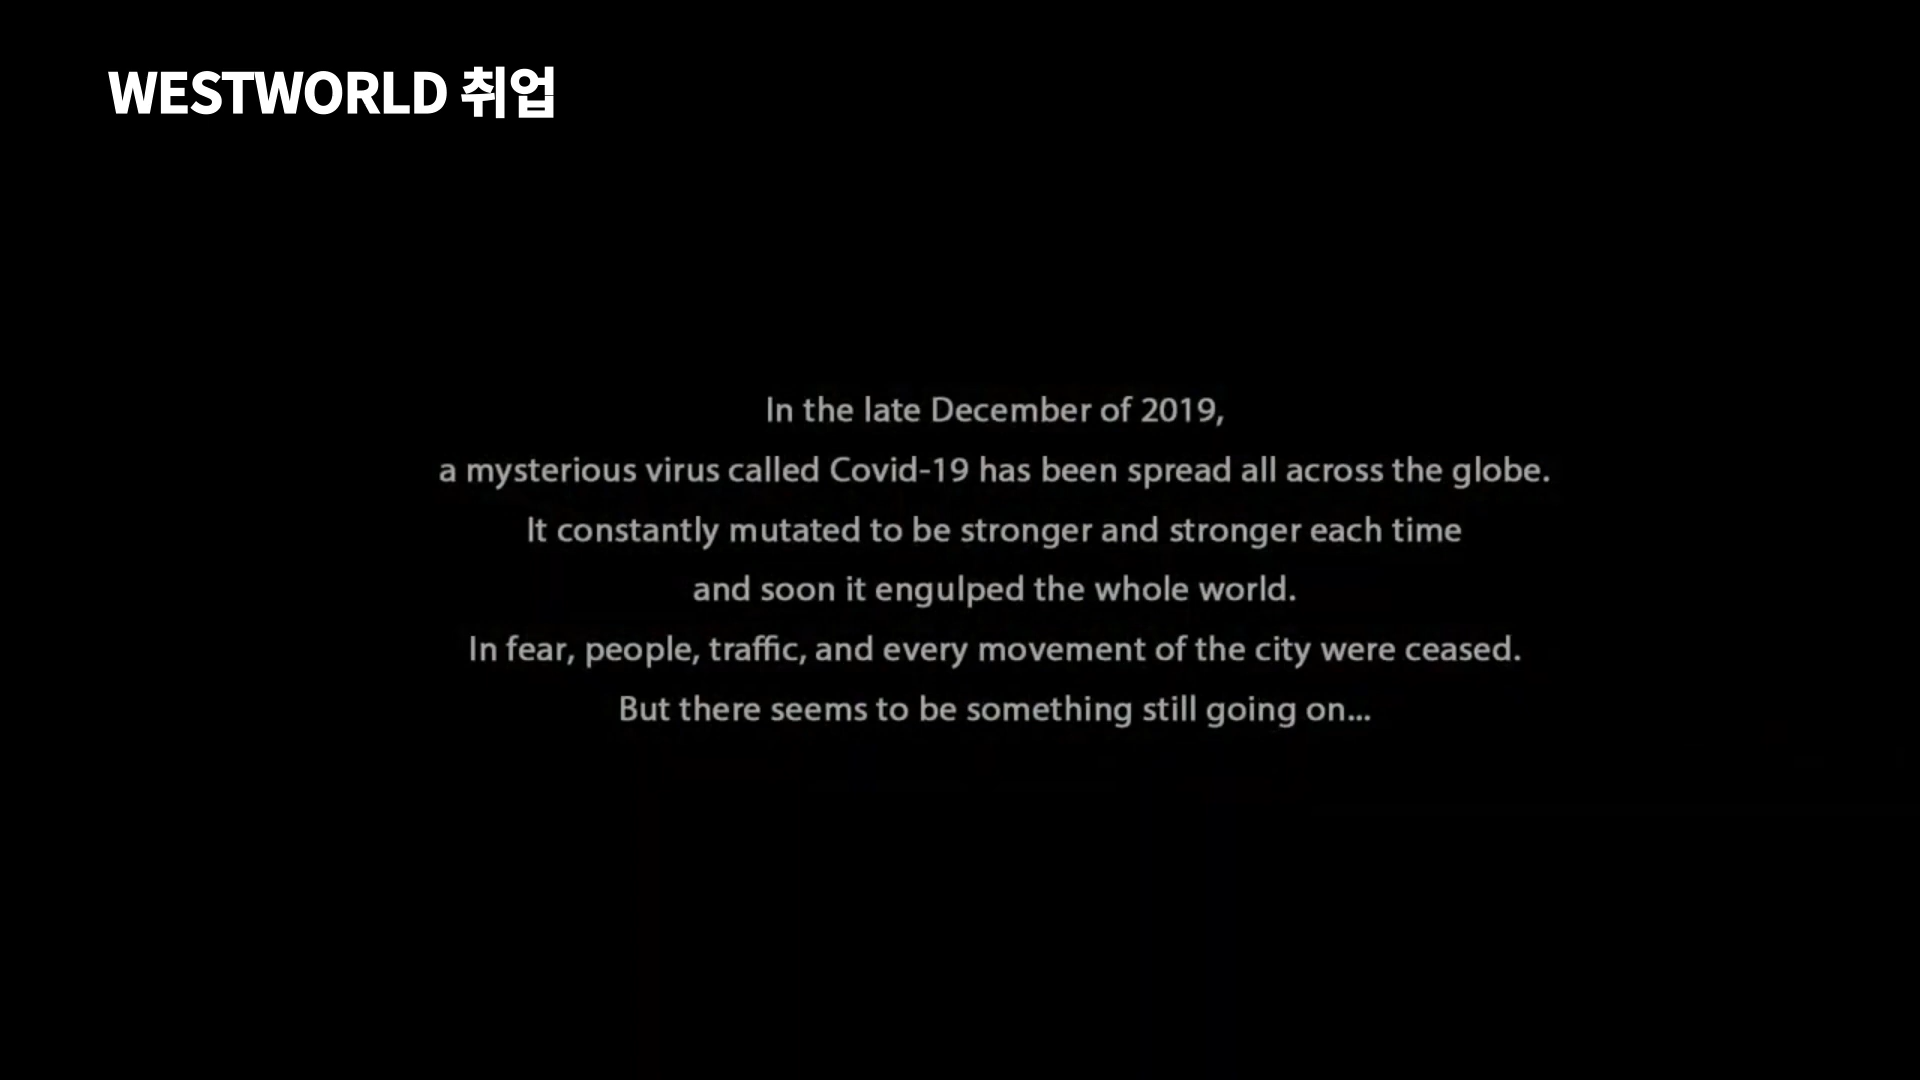 WESTWORLD 취업
In the late December of 2019,
a mysterious virus called Covid-19 has been spread all across the globe.
It constantly mutated to be stronger and stronger each time
and soon it engulped the whole world.
In fear, people, traffic, and every movement of the city were ceased.
But there seems to be something still going on...